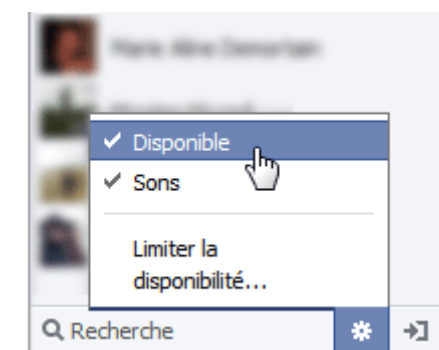 Disponible
Sons
Limiter la
disponibilité...
Recherche